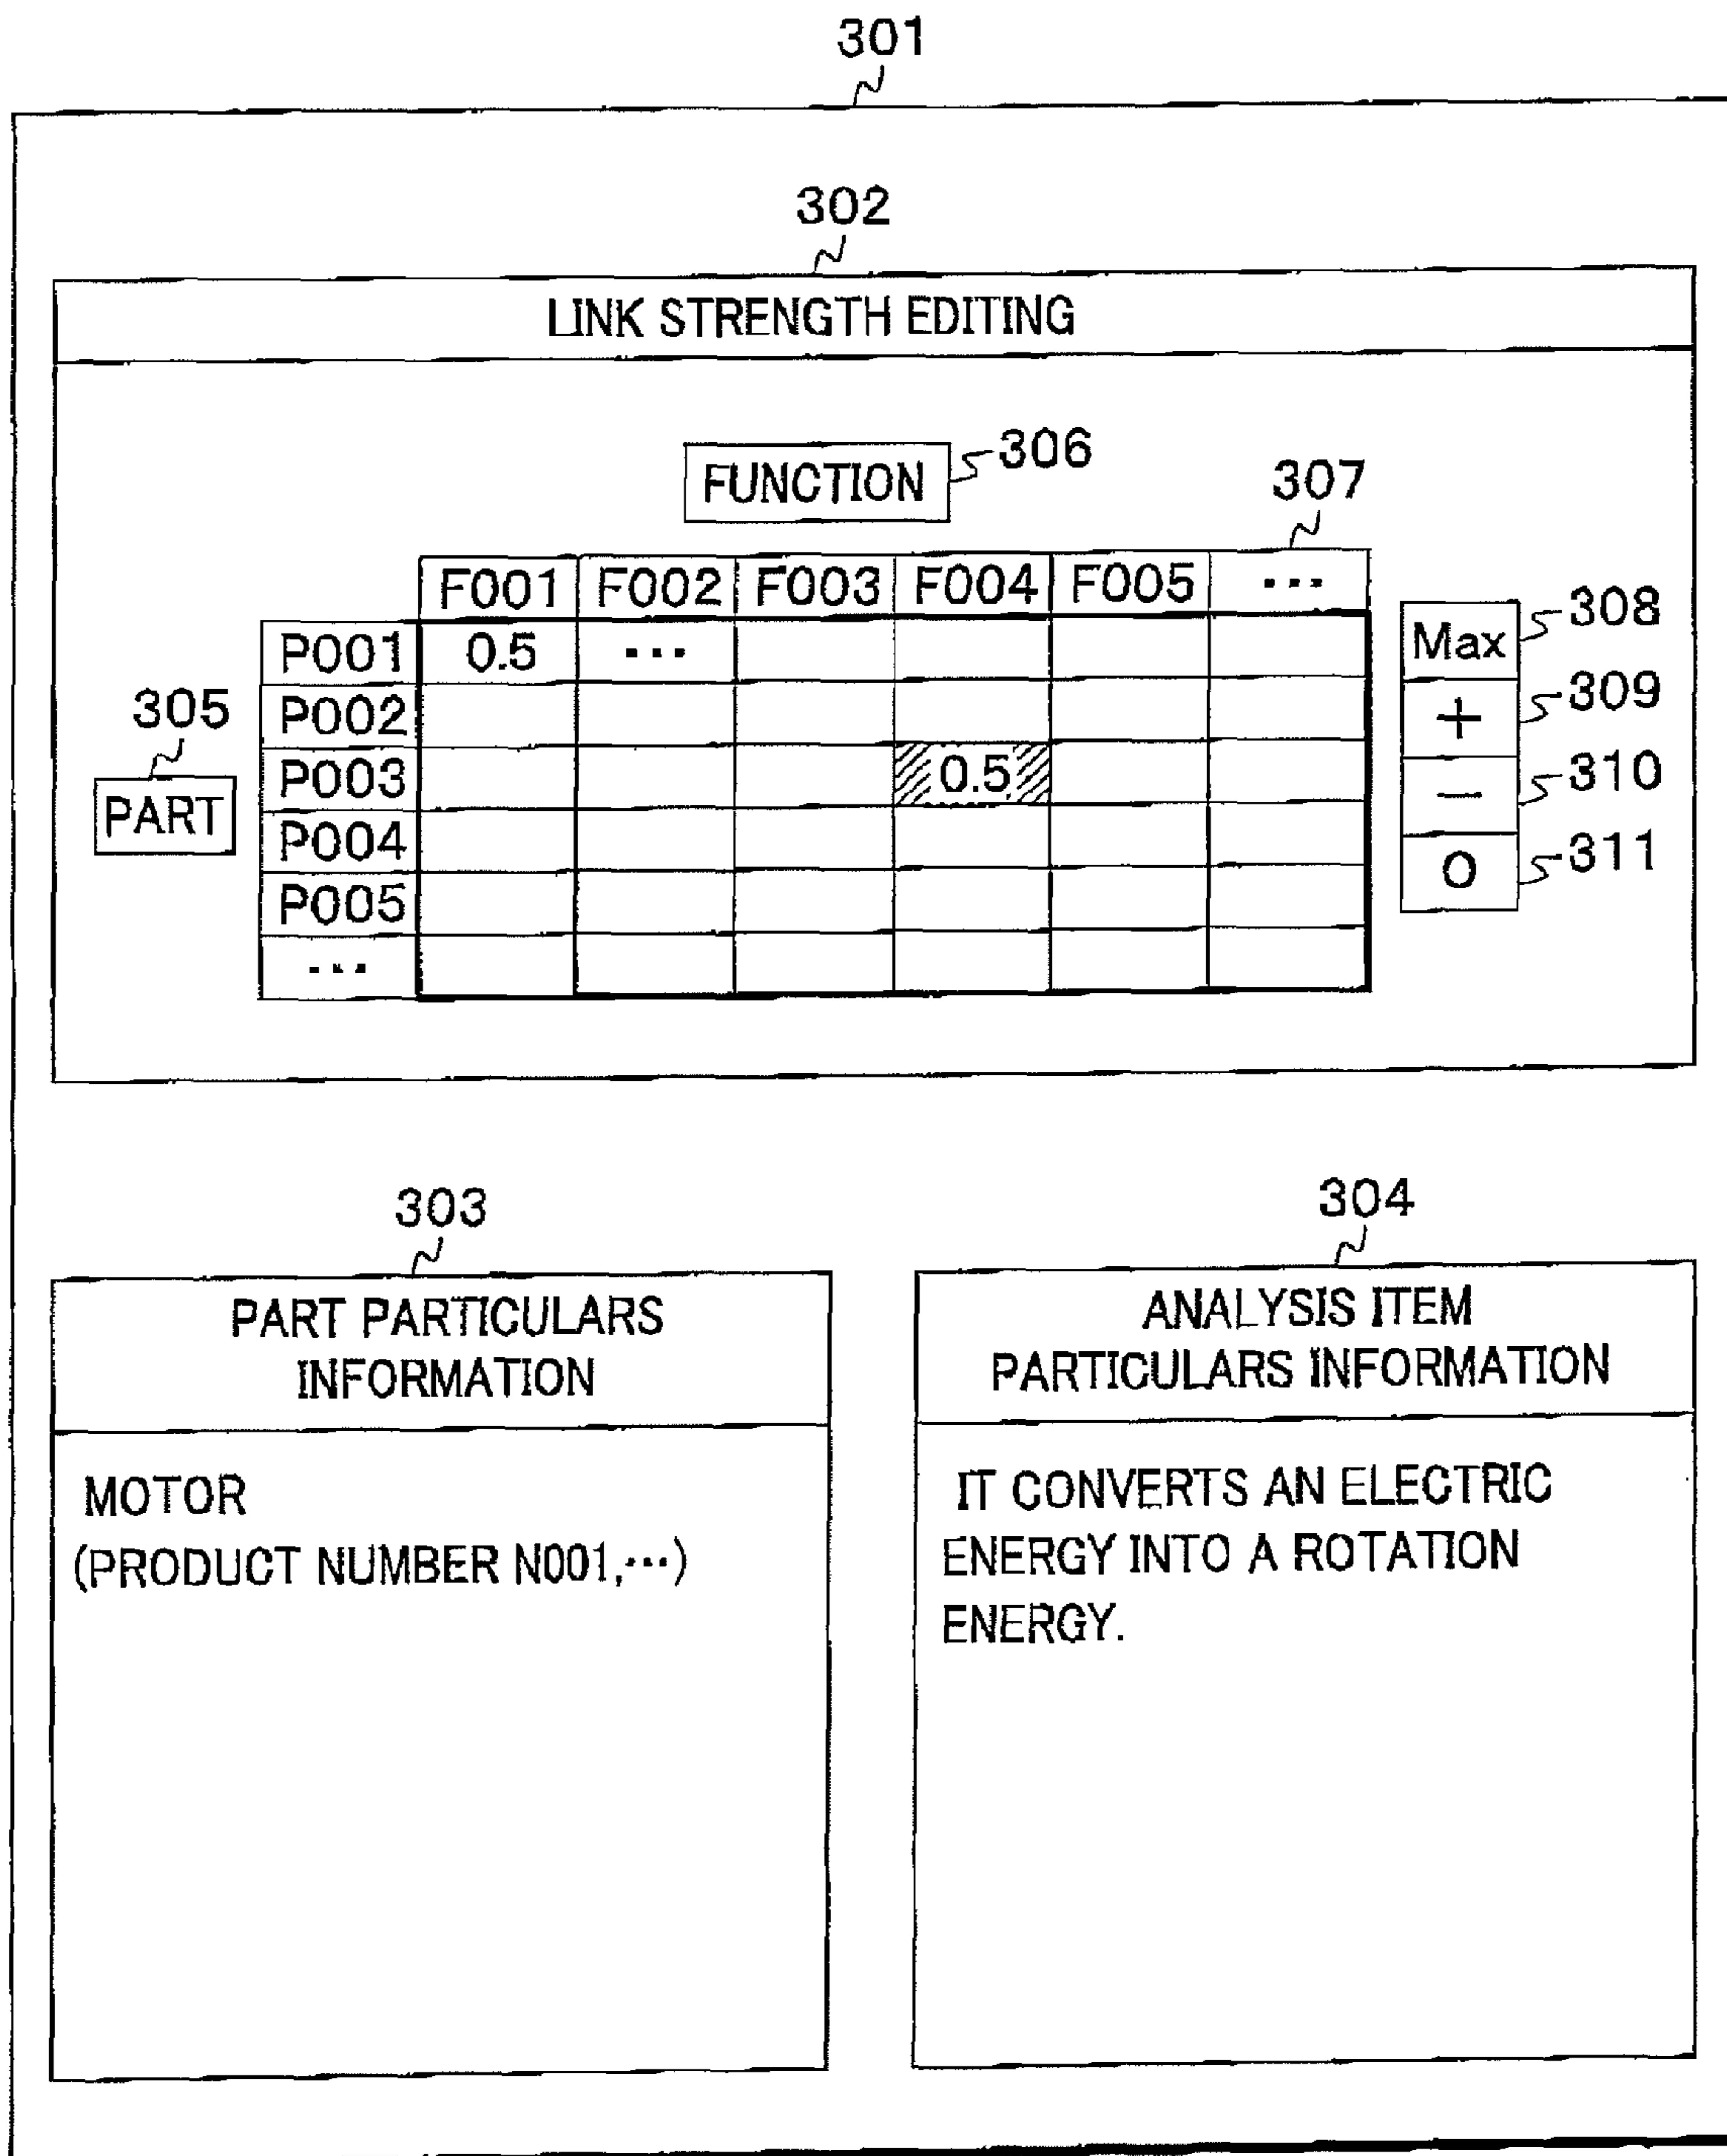 301
302
LINK STRENGTH EDITING
FUNCTION 306
307
F001 F002 F003 F004 F005 ...
P001 0.5 ...
P002
P003 0.5
P004
P005
...
305
PART
Max 308
+ 309
− 310
0 311
303
PART PARTICULARS
INFORMATION
MOTOR
(PRODUCT NUMBER N001,...)
304
ANALYSIS ITEM
PARTICULARS INFORMATION
IT CONVERTS AN ELECTRIC
ENERGY INTO A ROTATION
ENERGY.